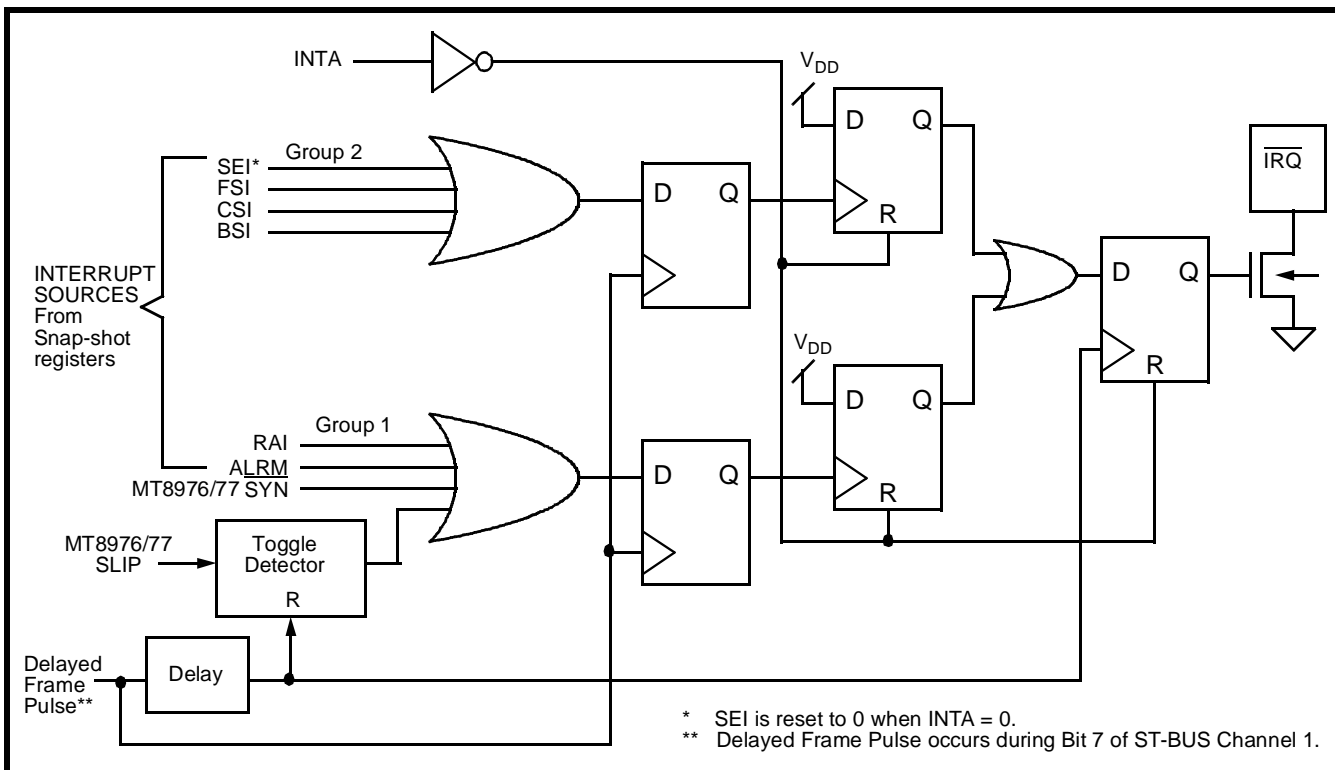 INTA
V_DD
D Q
R
IRQ
Group 2
SEI*
FSI
CSI
BSI
D Q
D Q
R
INTERRUPT
SOURCES
From
Snap-shot
registers
V_DD
D Q
R
Group 1
RAI
ALRM
MT8976/77 SYN
D Q
MT8976/77
SLIP
Toggle
Detector
R
Delayed
Frame
Pulse**
Delay
* SEI is reset to 0 when INTA = 0.
** Delayed Frame Pulse occurs during Bit 7 of ST-BUS Channel 1.